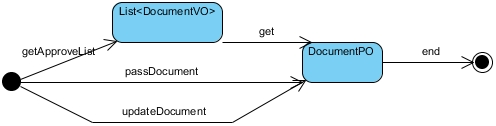 List<DocumentVO>
getApproveList
get
DocumentPO
end
passDocument
updateDocument